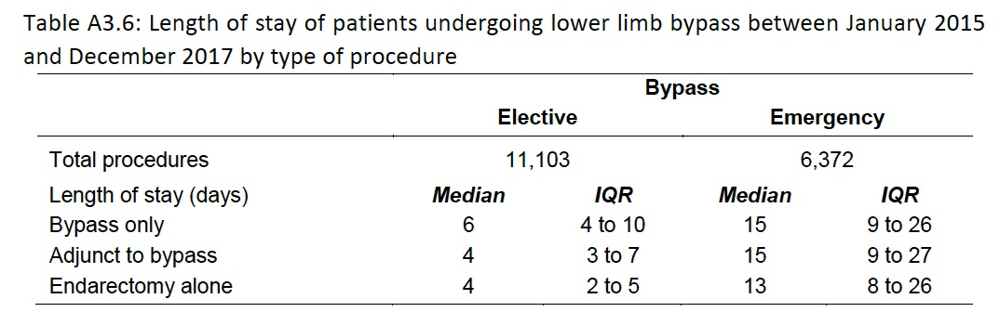 Table A3.6: Length of stay of patients undergoing lower limb bypass between January 2015
and December 2017 by type of procedure
Bypass
Elective Emergency
Total procedures 11,103 6,372
Length of stay (days) Median IQR Median IQR
Bypass only 6 4 to 10 15 9 to 26
Adjunct to bypass 4 3 to 7 15 9 to 27
Endarectomy alone 4 2 to 5 13 8 to 26